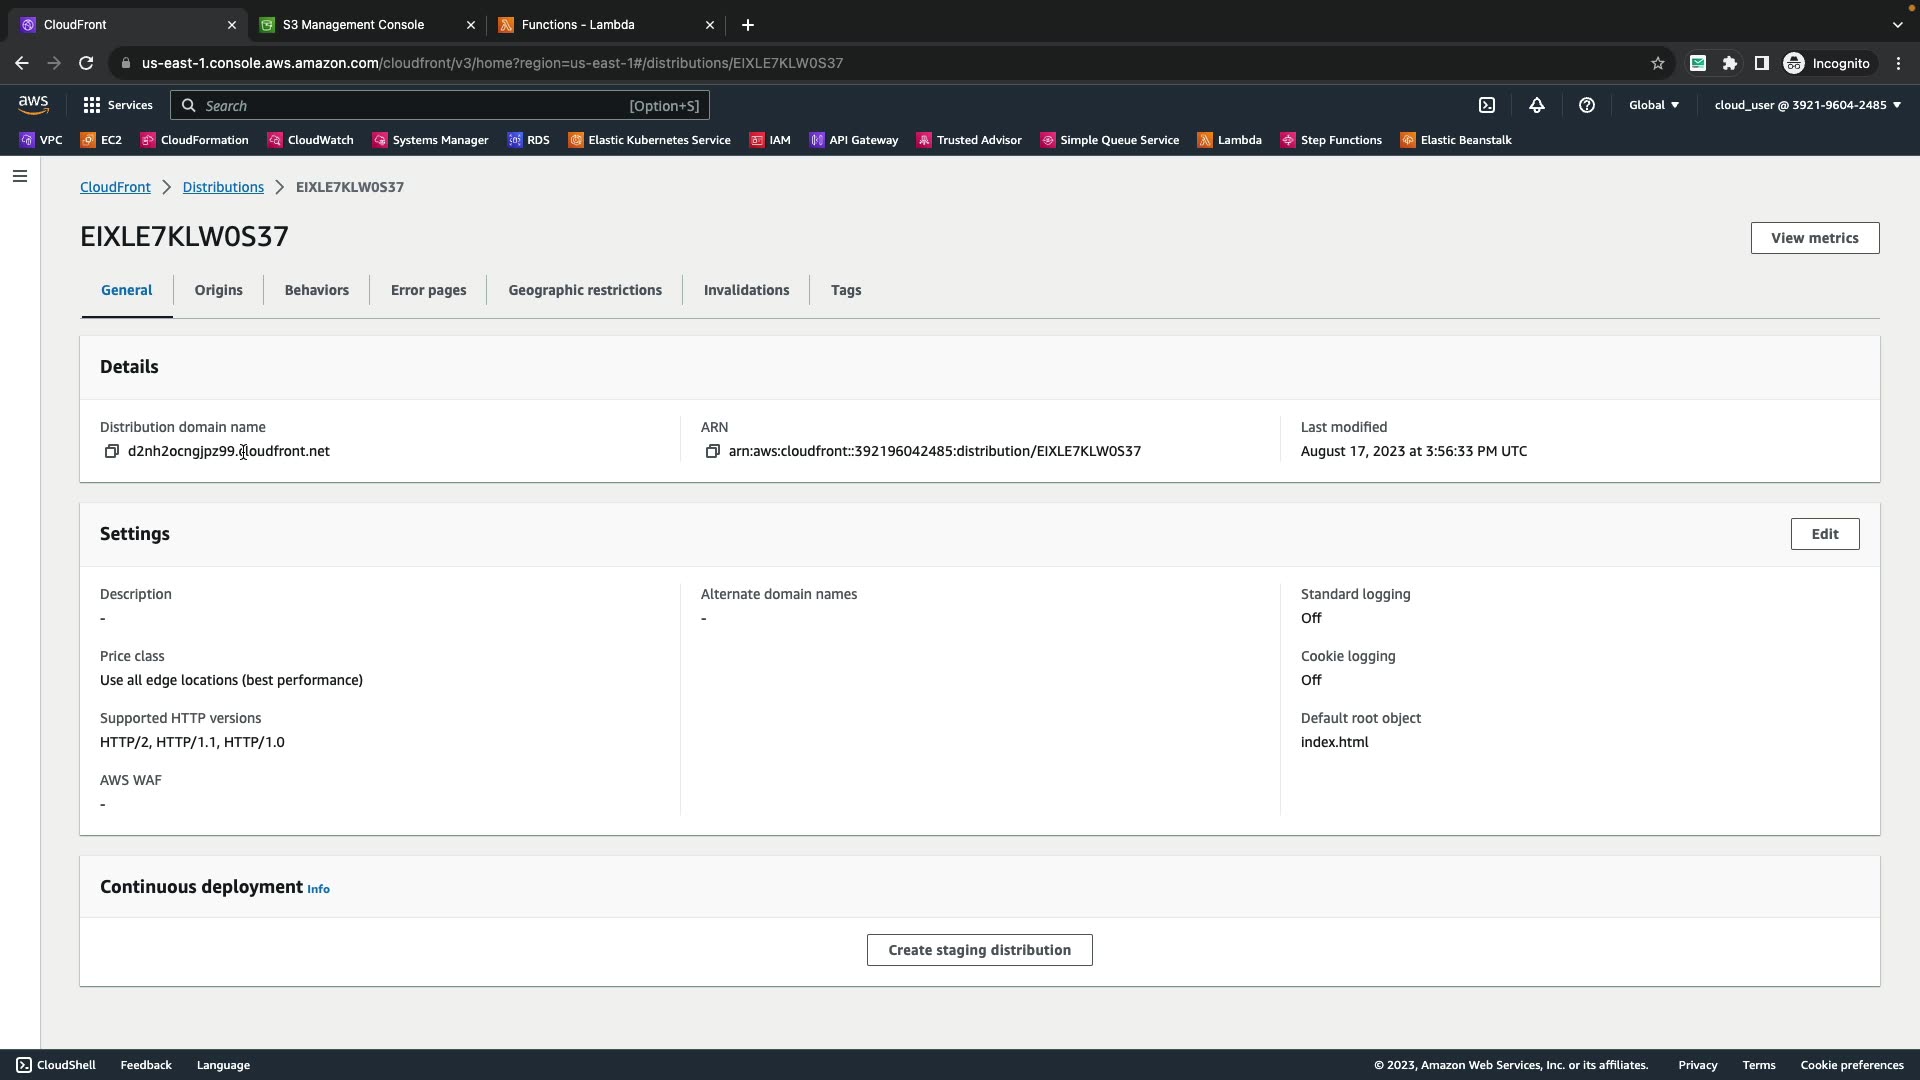 CloudFront
S3 Management Console
Functions - Lambda
us-east-1.console.aws.amazon.com/cloudfront/v3/home?region=us-east-1#/distributions/EIXLE7KLW0S37
Incognito
aws
Services
Search
[Option+S]
Global
cloud_user @ 3921-9604-2485
VPC
EC2
CloudFormation
CloudWatch
Systems Manager
RDS
Elastic Kubernetes Service
IAM
API Gateway
Trusted Advisor
Simple Queue Service
Lambda
Step Functions
Elastic Beanstalk
CloudFront
Distributions
EIXLE7KLW0S37
EIXLE7KLW0S37
View metrics
General
Origins
Behaviors
Error pages
Geographic restrictions
Invalidations
Tags
Details
Distribution domain name
d2nh2ocngjpz99.cloudfront.net
ARN
arn:aws:cloudfront::392196042485:distribution/EIXLE7KLW0S37
Last modified
August 17, 2023 at 3:56:33 PM UTC
Settings
Edit
Description
-
Price class
Use all edge locations (best performance)
Supported HTTP versions
HTTP/2, HTTP/1.1, HTTP/1.0
AWS WAF
-
Alternate domain names
-
Standard logging
Off
Cookie logging
Off
Default root object
index.html
Continuous deployment Info
Create staging distribution
CloudShell
Feedback
Language
© 2023, Amazon Web Services, Inc. or its affiliates.
Privacy
Terms
Cookie preferences